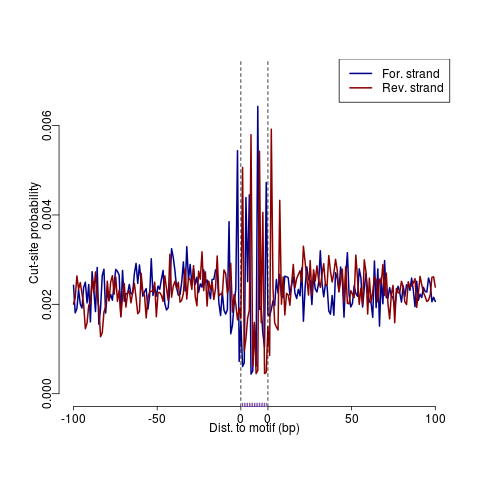 For. strand
Rev. strand
Cut-site probability
0.006
0.004
0.002
0.000
-100 -50 0 0 50 100
Dist. to motif (bp)